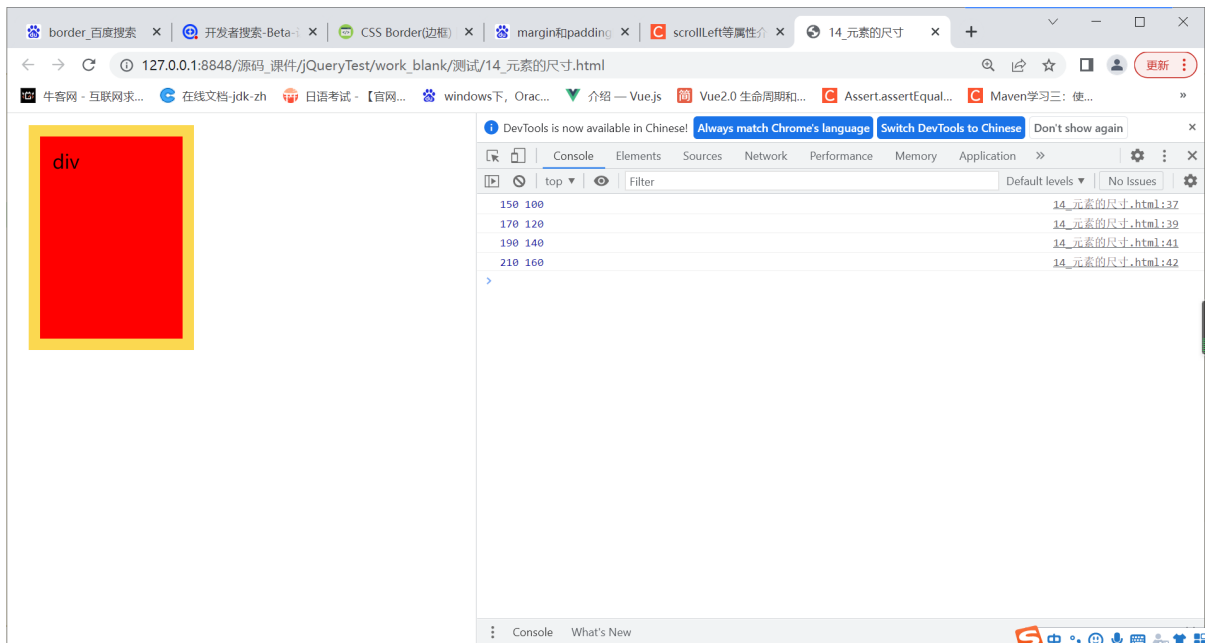 border_百度搜索 开发者搜索-Beta- CSS Border(边框) margin和padding scrollLeft等属性介 14_元素的尺寸
127.0.0.1:8848/源码_课件/jQueryTest/work_blank/测试/14_元素的尺寸.html 更新
牛客网 - 互联网求... 在线文档-jdk-zh 日语考试 - 【官网... windows下，Orac... 介绍 — Vue.js 简 Vue2.0 生命周期和... C Assert.assertEqual... C Maven学习三：使... »
div
DevTools is now available in Chinese! Always match Chrome's language Switch DevTools to Chinese Don't show again
Console Elements Sources Network Performance Memory Application »
top ▼ Filter Default levels ▼ No Issues
150 100 14_元素的尺寸.html:37
170 120 14_元素的尺寸.html:39
190 140 14_元素的尺寸.html:41
210 160 14_元素的尺寸.html:42
Console What's New
中